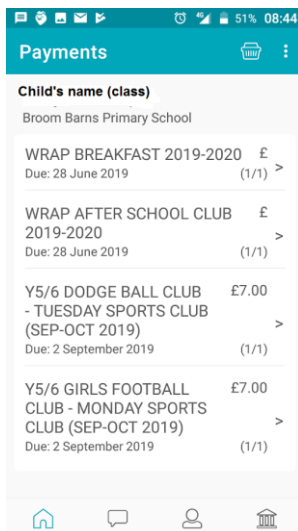 4G 51% 08:44
Payments
Child's name (class)
Broom Barns Primary School
WRAP BREAKFAST 2019-2020 £
Due: 28 June 2019 (1/1) >
WRAP AFTER SCHOOL CLUB £
2019-2020 >
Due: 28 June 2019 (1/1)
Y5/6 DODGE BALL CLUB £7.00
- TUESDAY SPORTS CLUB
(SEP-OCT 2019) >
Due: 2 September 2019 (1/1)
Y5/6 GIRLS FOOTBALL £7.00
CLUB - MONDAY SPORTS
CLUB (SEP-OCT 2019) >
Due: 2 September 2019 (1/1)